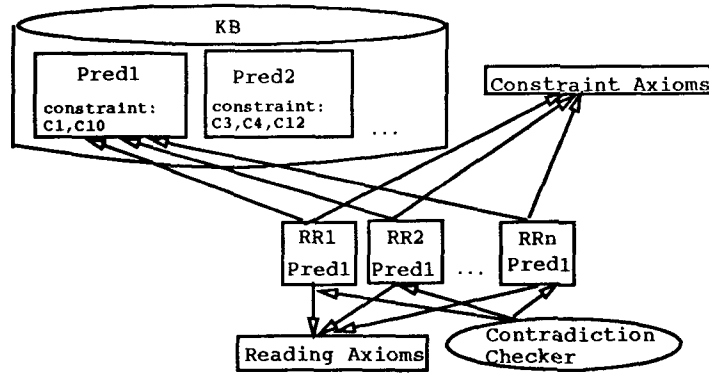 KB
Pred1
constraint:
C1,C10
Pred2
constraint:
C3,C4,C12
...
Constraint Axioms
RR1
Pred1
RR2
Pred1
...
RRn
Pred1
Reading Axioms
Contradiction
Checker